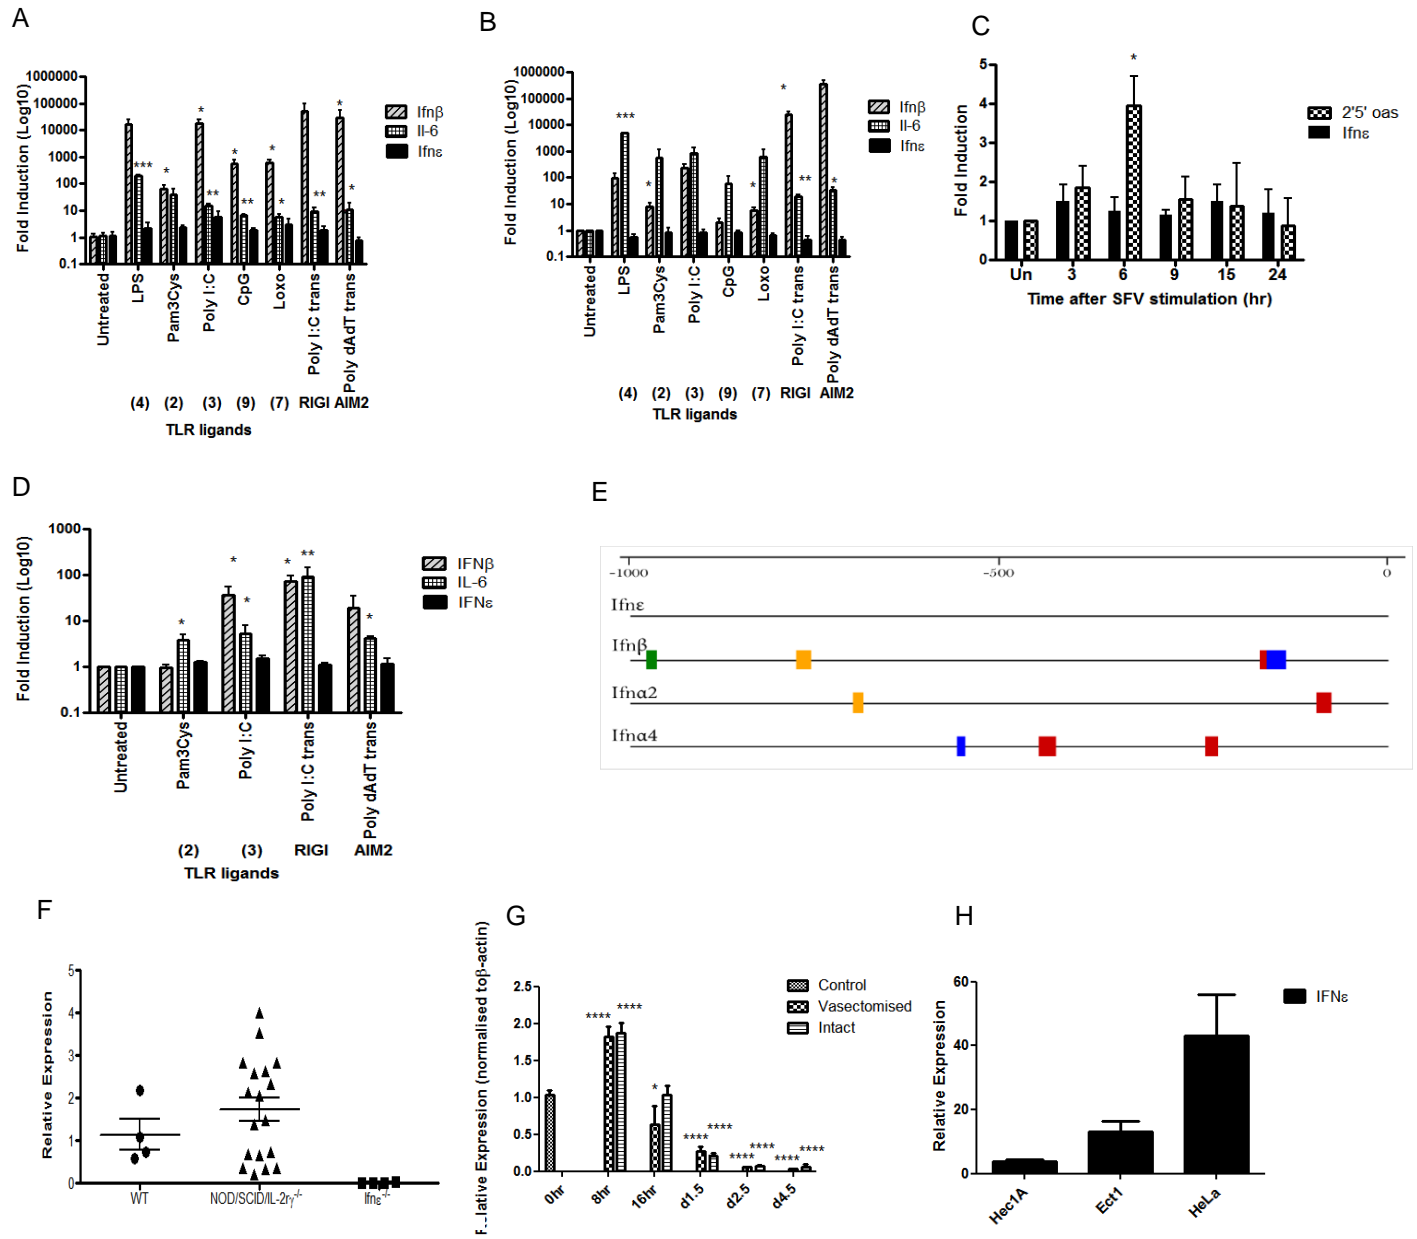 A
Fold Induction (Log10)
1000000
100000
10000
1000
100
10
1
0.1
*
***
*
*
**
*
**
*
*
**
*
*
Ifnβ
Il-6
Ifnε
Untreated
LPS
Pam3Cys
Poly I:C
CpG
Loxo
Poly I:C trans
Poly dAdT trans
(4) (2) (3) (9) (7) RIGI AIM2
TLR ligands
B
Fold Induction (Log10)
1000000
100000
10000
1000
100
10
1
0.1
***
*
*
*
**
*
Ifnβ
Il-6
Ifnε
Untreated
LPS
Pam3Cys
Poly I:C
CpG
Loxo
Poly I:C trans
Poly dAdT trans
(4) (2) (3) (9) (7) RIGI AIM2
TLR ligands
C
Fold Induction
5
4
3
2
1
0
*
2'5' oas
Ifnε
Un 3 6 9 15 24
Time after SFV stimulation (hr)
D
Fold Induction (Log10)
1000
100
10
1
0.1
*
*
*
*
**
*
IFNβ
IL-6
IFNε
Untreated
Pam3Cys
Poly I:C
Poly I:C trans
Poly dAdT trans
(2) (3) RIGI AIM2
TLR ligands
E
-1000 -500 0
Ifnε
Ifnβ
Ifnα2
Ifnα4
F
Relative Expression
5
4
3
2
1
0
WT NOD/SCID/IL-2rγ-/- Ifnε-/-
G
Relative Expression (normalised toβ-actin)
2.5
2.0
1.5
1.0
0.5
0.0
**** ****
*
**** ****
**** ****
**** ****
Control
Vasectomised
Intact
0hr
8hr
16hr
d1.5
d2.5
d4.5
H
Relative Expression
60
40
20
0
IFNε
Hec1A
Ect1
HeLa